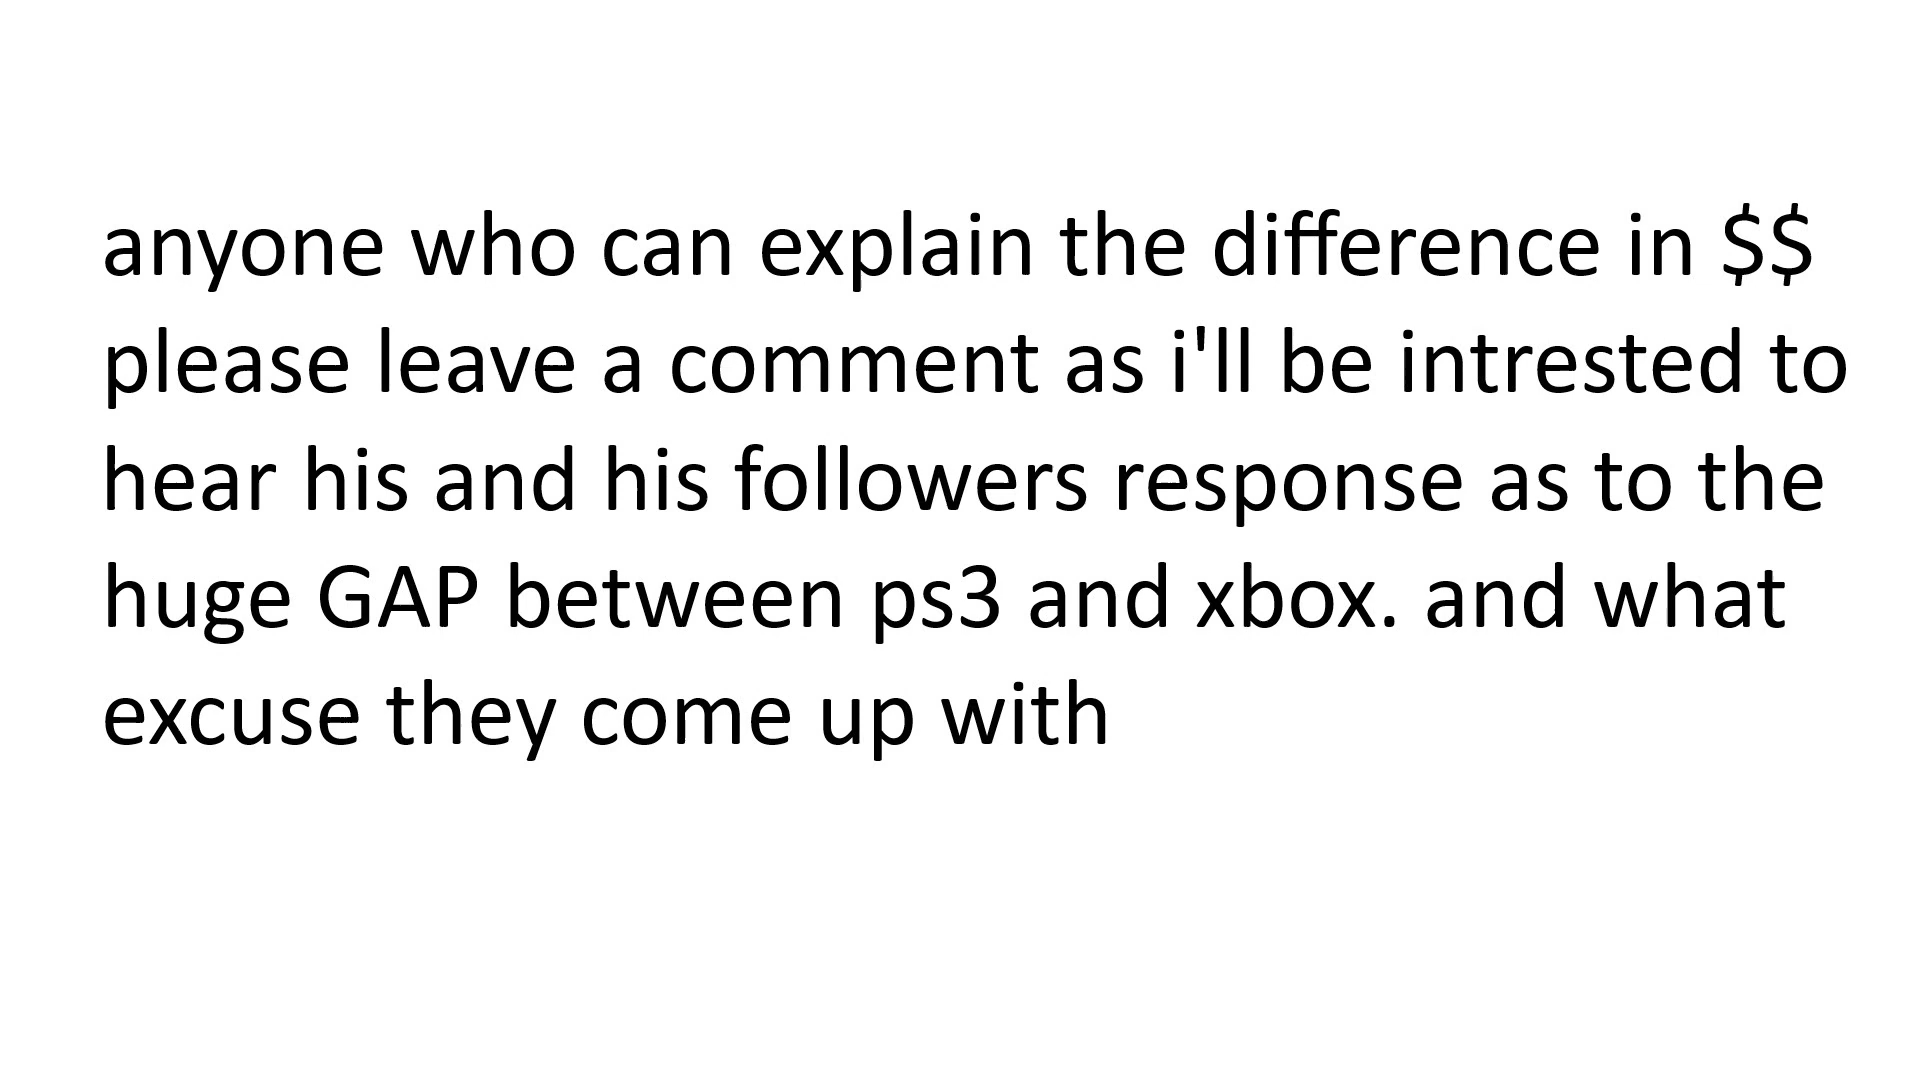 anyone who can explain the difference in $$
please leave a comment as i'll be intrested to
hear his and his followers response as to the
huge GAP between ps3 and xbox. and what
excuse they come up with